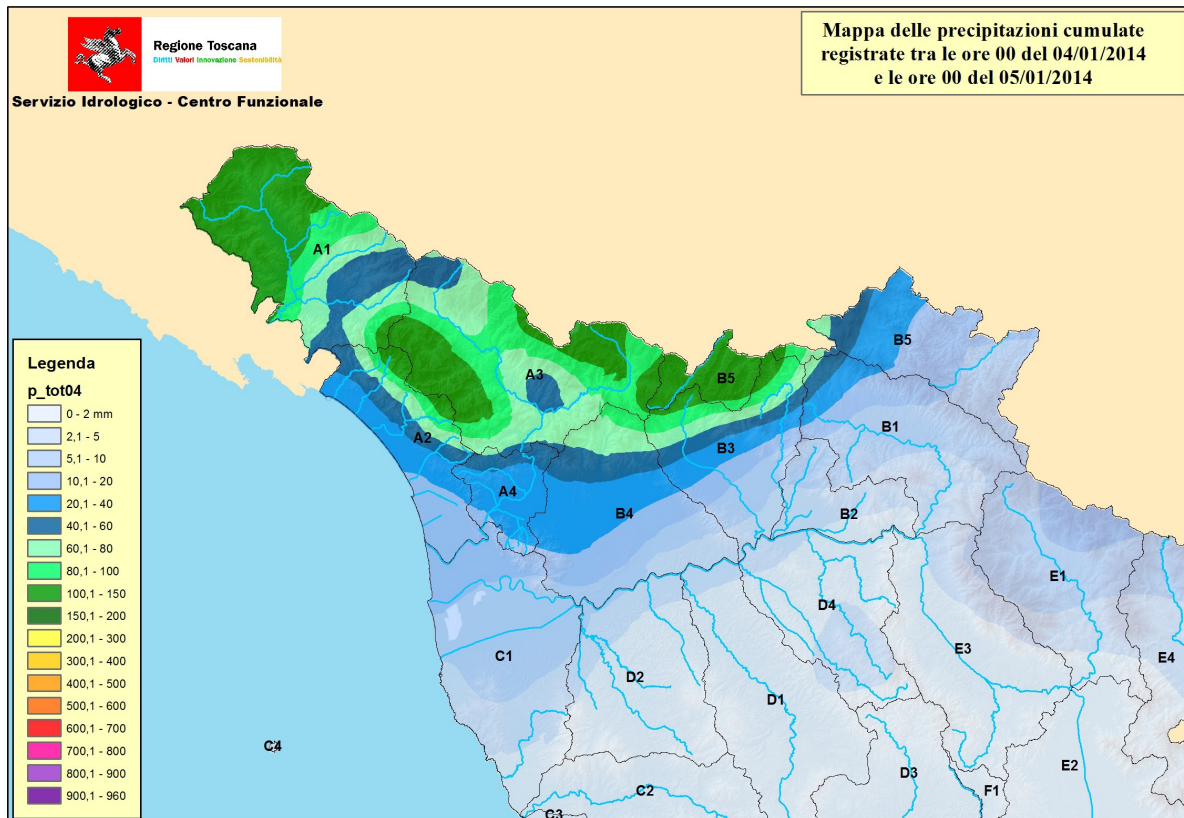 Regione Toscana
Diritti Valori Innovazione Sostenibilità
Servizio Idrologico - Centro Funzionale
Mappa delle precipitazioni cumulate
registrate tra le ore 00 del 04/01/2014
e le ore 00 del 05/01/2014
A1
B5
A3
B5
A2
B1
B3
A4
B4
B2
E1
D4
C1
E3
E4
D2
D1
C4
D3
E2
C2
F1
C3
Legenda
p_tot04
0 - 2 mm
2,1 - 5
5,1 - 10
10,1 - 20
20,1 - 40
40,1 - 60
60,1 - 80
80,1 - 100
100,1 - 150
150,1 - 200
200,1 - 300
300,1 - 400
400,1 - 500
500,1 - 600
600,1 - 700
700,1 - 800
800,1 - 900
900,1 - 960